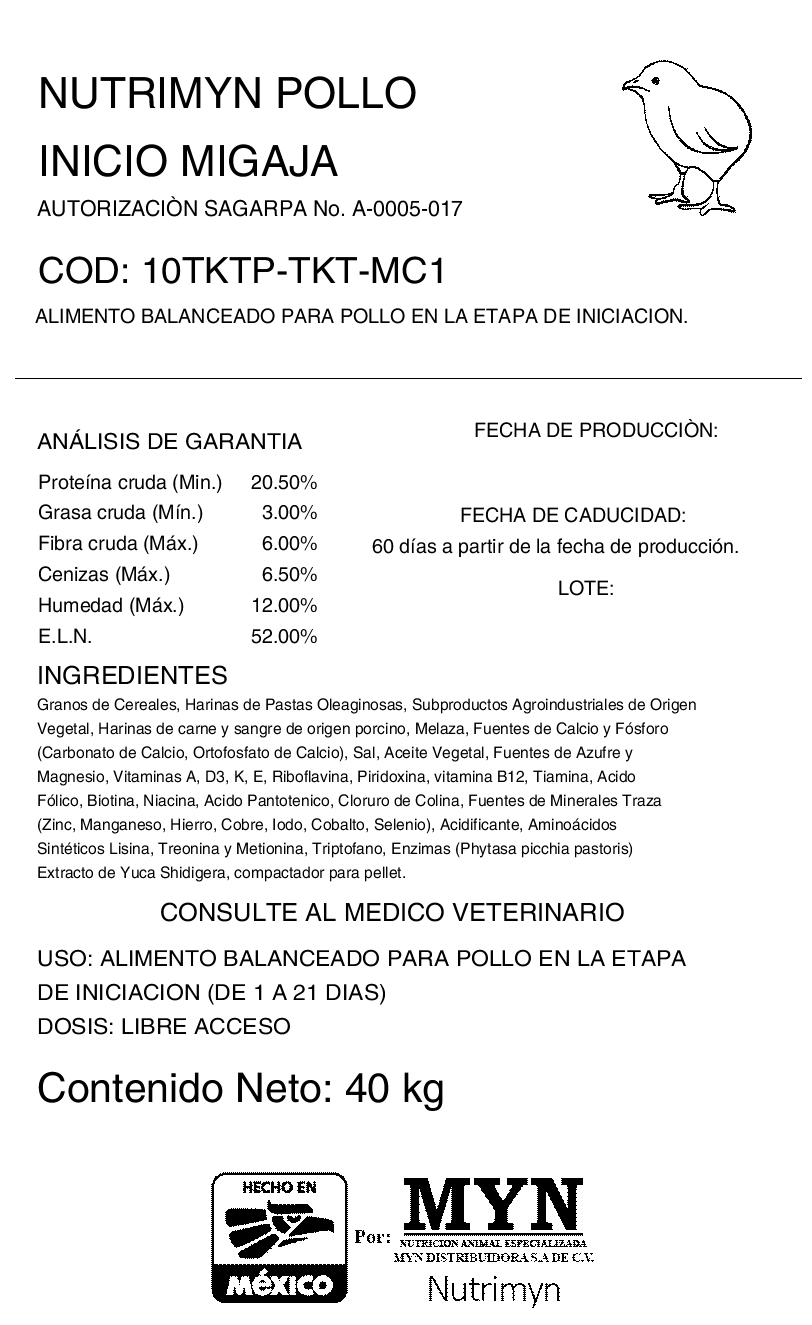 NUTRIMYN POLLO
INICIO MIGAJA
AUTORIZACIÒN SAGARPA No. A-0005-017
COD: 10TKTP-TKT-MC1
ALIMENTO BALANCEADO PARA POLLO EN LA ETAPA DE INICIACION.
ANÁLISIS DE GARANTIA
Proteína cruda (Min.) 20.50%
Grasa cruda (Mín.) 3.00%
Fibra cruda (Máx.) 6.00%
Cenizas (Máx.) 6.50%
Humedad (Máx.) 12.00%
E.L.N. 52.00%
FECHA DE PRODUCCIÒN:
FECHA DE CADUCIDAD:
60 días a partir de la fecha de producción.
LOTE:
INGREDIENTES
Granos de Cereales, Harinas de Pastas Oleaginosas, Subproductos Agroindustriales de Origen
Vegetal, Harinas de carne y sangre de origen porcino, Melaza, Fuentes de Calcio y Fósforo
(Carbonato de Calcio, Ortofosfato de Calcio), Sal, Aceite Vegetal, Fuentes de Azufre y
Magnesio, Vitaminas A, D3, K, E, Riboflavina, Piridoxina, vitamina B12, Tiamina, Acido
Fólico, Biotina, Niacina, Acido Pantotenico, Cloruro de Colina, Fuentes de Minerales Traza
(Zinc, Manganeso, Hierro, Cobre, Iodo, Cobalto, Selenio), Acidificante, Aminoácidos
Sintéticos Lisina, Treonina y Metionina, Triptofano, Enzimas (Phytasa picchia pastoris)
Extracto de Yuca Shidigera, compactador para pellet.
CONSULTE AL MEDICO VETERINARIO
USO: ALIMENTO BALANCEADO PARA POLLO EN LA ETAPA
DE INICIACION (DE 1 A 21 DIAS)
DOSIS: LIBRE ACCESO
Contenido Neto: 40 kg
HECHO EN
MéXICO
Por:
MYN
NUTRICION ANIMAL ESPECIALIZADA
MYN DISTRIBUIDORA S.A DE C.V.
Nutrimyn